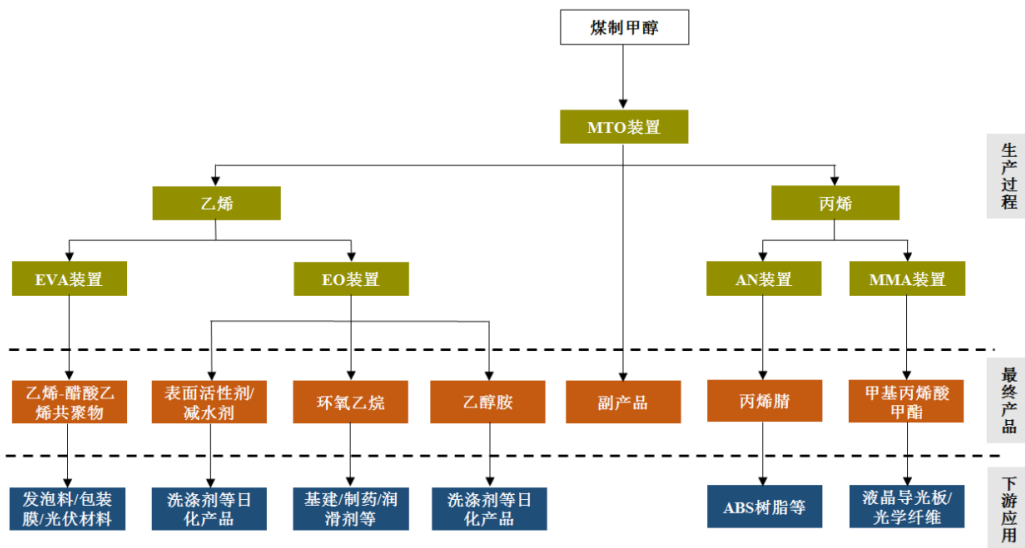 煤制甲醇
MTO装置
生产过程
乙烯
丙烯
EVA装置
EO装置
AN装置
MMA装置
乙烯-醋酸乙
烯共聚物
表面活性剂/
减水剂
环氧乙烷
乙醇胺
副产品
丙烯腈
甲基丙烯酸
甲酯
最终产品
发泡料/包装
膜/光伏材料
洗涤剂等日
化产品
基建/制药/润
滑剂等
洗涤剂等日
化产品
ABS树脂等
液晶导光板/
光学纤维
下游应用